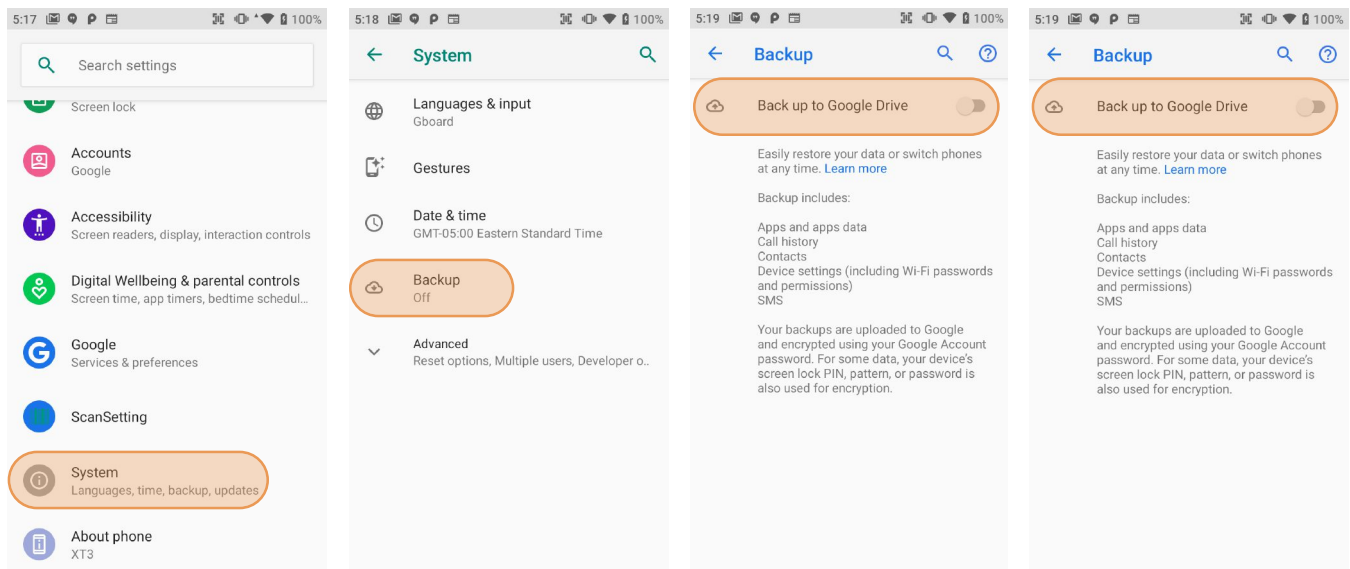 5:17 100%
Search settings
Screen lock
Accounts
Google
Accessibility
Screen readers, display, interaction controls
Digital Wellbeing & parental controls
Screen time, app timers, bedtime schedul...
Google
Services & preferences
ScanSetting
System
Languages, time, backup, updates
About phone
XT3
5:18 100%
System
Languages & input
Gboard
Gestures
Date & time
GMT-05:00 Eastern Standard Time
Backup
Off
Advanced
Reset options, Multiple users, Developer o..
5:19 100%
Backup
Back up to Google Drive
Easily restore your data or switch phones
at any time. Learn more
Backup includes:
Apps and apps data
Call history
Contacts
Device settings (including Wi-Fi passwords
and permissions)
SMS
Your backups are uploaded to Google
and encrypted using your Google Account
password. For some data, your device's
screen lock PIN, pattern, or password is
also used for encryption.
5:19 100%
Backup
Back up to Google Drive
Easily restore your data or switch phones
at any time. Learn more
Backup includes:
Apps and apps data
Call history
Contacts
Device settings (including Wi-Fi passwords
and permissions)
SMS
Your backups are uploaded to Google
and encrypted using your Google Account
password. For some data, your device's
screen lock PIN, pattern, or password is
also used for encryption.